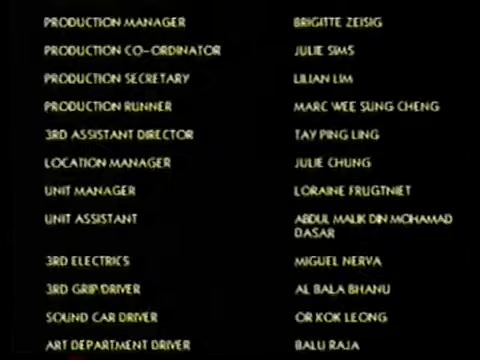 PRODUCTION MANAGER BRIGITTE ZEISIG
PRODUCTION CO-ORDINATOR JULIE SIMS
PRODUCTION SECRETARY LILIAN LIM
PRODUCTION RUNNER MARC WEE SUNG CHENG
3RD ASSISTANT DIRECTOR TAY PING LING
LOCATION MANAGER JULIE CHUNG
UNIT MANAGER LORAINE FRUGTNIET
UNIT ASSISTANT ABDUL MALIK DIN MOHAMAD
DASAR
3RD ELECTRICS MIGUEL NERVA
3RD GRIP/DRIVER AL BALA BHANU
SOUND CAR DRIVER OR KOK LEONG
ART DEPARTMENT DRIVER BALU RAJA